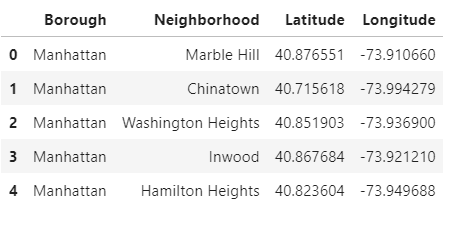 Borough Neighborhood Latitude Longitude
0 Manhattan Marble Hill 40.876551 -73.910660
1 Manhattan Chinatown 40.715618 -73.994279
2 Manhattan Washington Heights 40.851903 -73.936900
3 Manhattan Inwood 40.867684 -73.921210
4 Manhattan Hamilton Heights 40.823604 -73.949688